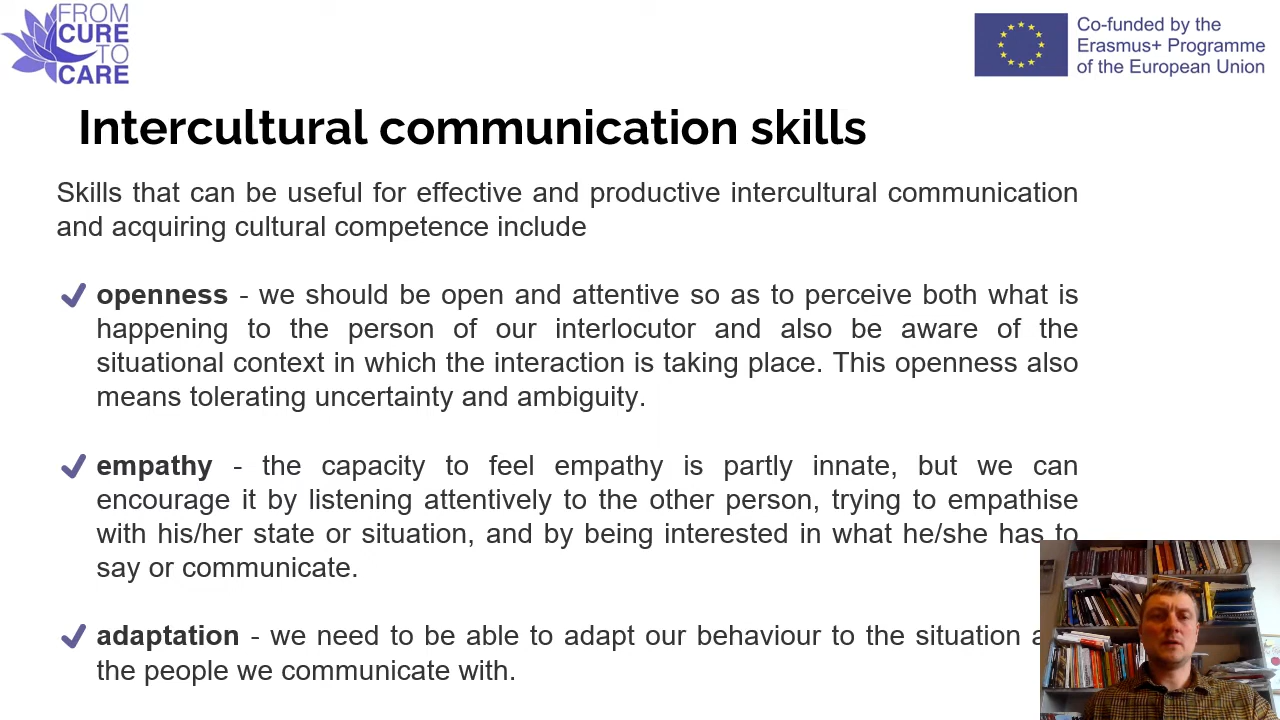 FROM
CURE
TO
CARE
Co-funded by the
Erasmus+ Programme
of the European Union
Intercultural communication skills
Skills that can be useful for effective and productive intercultural communication
and acquiring cultural competence include
openness - we should be open and attentive so as to perceive both what is
happening to the person of our interlocutor and also be aware of the
situational context in which the interaction is taking place. This openness also
means tolerating uncertainty and ambiguity.
empathy - the capacity to feel empathy is partly innate, but we can
encourage it by listening attentively to the other person, trying to empathise
with his/her state or situation, and by being interested in what he/she has to
say or communicate.
adaptation - we need to be able to adapt our behaviour to the situation
the people we communicate with.